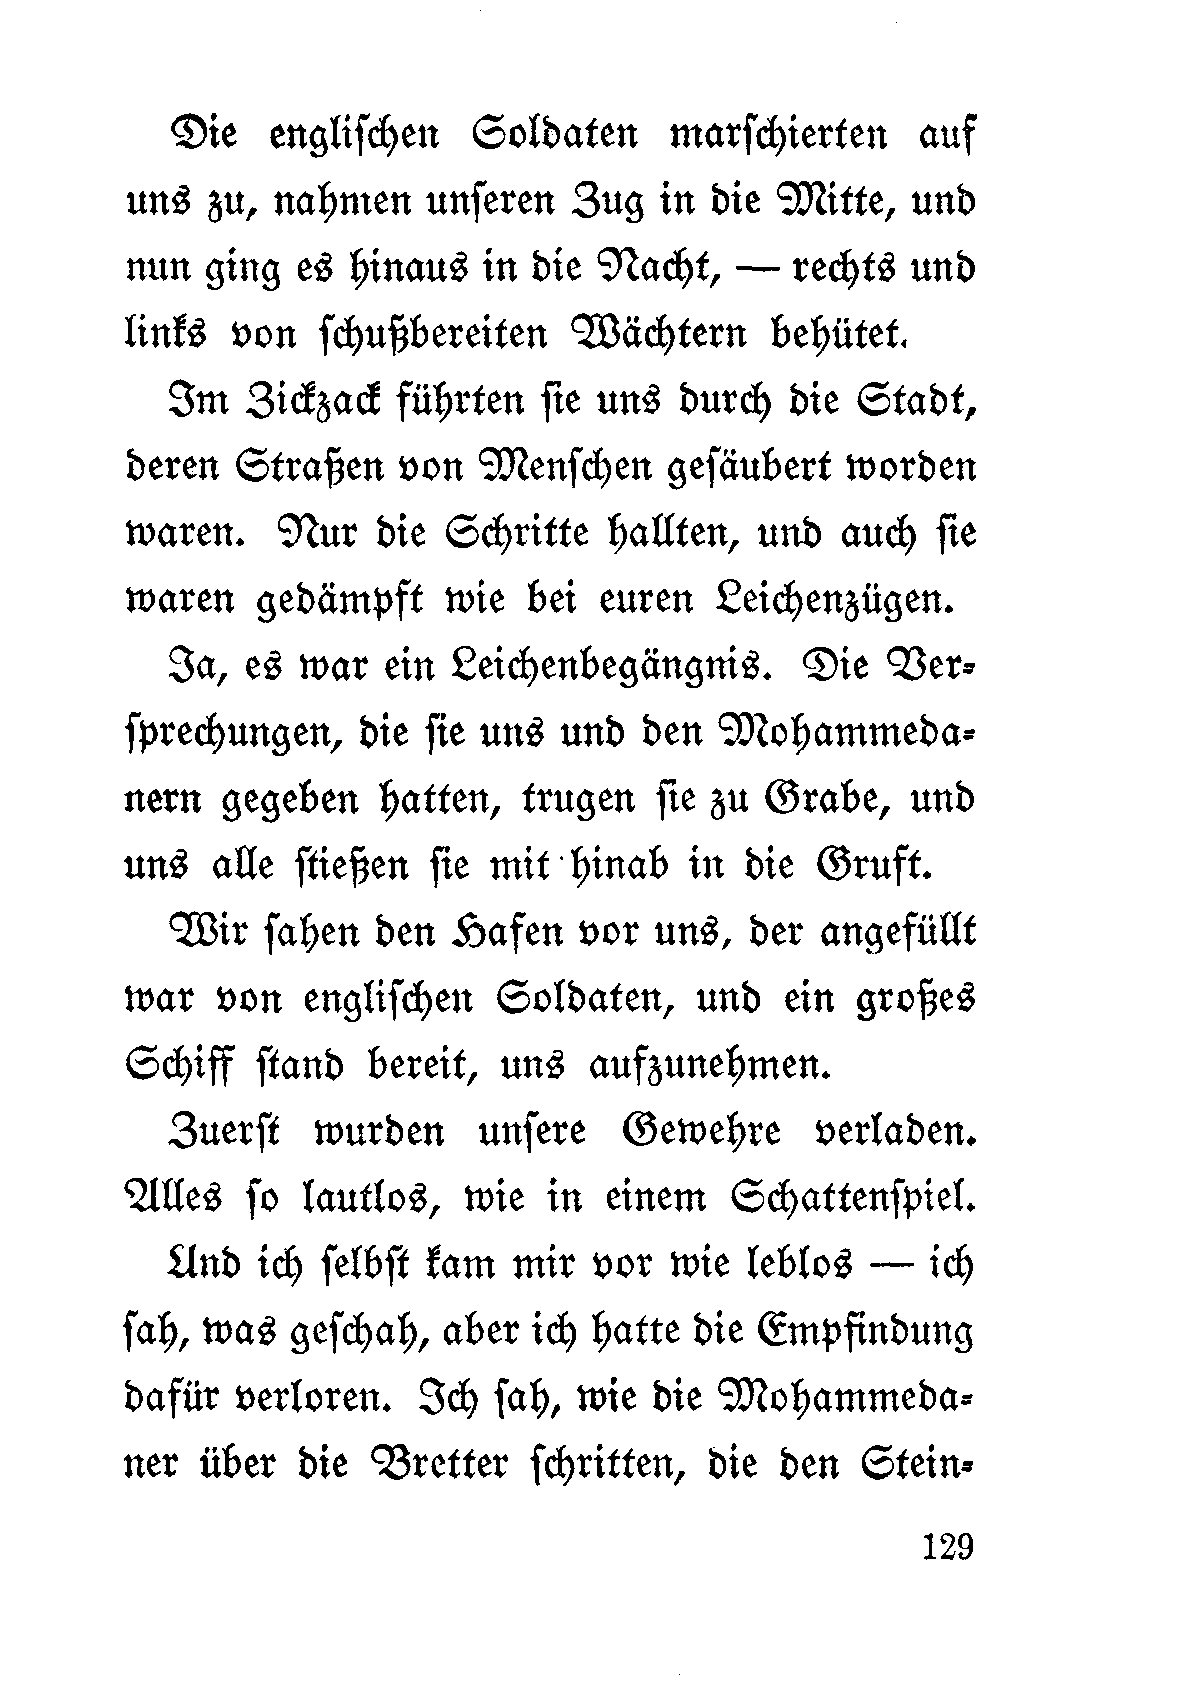 Die engliſchen Soldaten marſchierten auf
uns zu, nahmen unſeren Zug in die Mitte, und
nun ging es hinaus in die Nacht, — rechts und
links von ſchußbereiten Wächtern behütet.
Im Zickzack führten ſie uns durch die Stadt,
deren Straßen von Menſchen geſäubert worden
waren. Nur die Schritte hallten, und auch ſie
waren gedämpft wie bei euren Leichenzügen.
Ja, es war ein Leichenbegängnis. Die Ver-
ſprechungen, die ſie uns und den Mohammeda-
nern gegeben hatten, trugen ſie zu Grabe, und
uns alle ſtießen ſie mit hinab in die Gruft.
Wir ſahen den Hafen vor uns, der angefüllt
war von engliſchen Soldaten, und ein großes
Schiff ſtand bereit, uns aufzunehmen.
Zuerſt wurden unſere Gewehre verladen.
Alles ſo lautlos, wie in einem Schattenſpiel.
Und ich ſelbſt kam mir vor wie leblos — ich
ſah, was geſchah, aber ich hatte die Empfindung
dafür verloren. Ich ſah, wie die Mohammeda-
ner über die Bretter ſchritten, die den Stein-
129